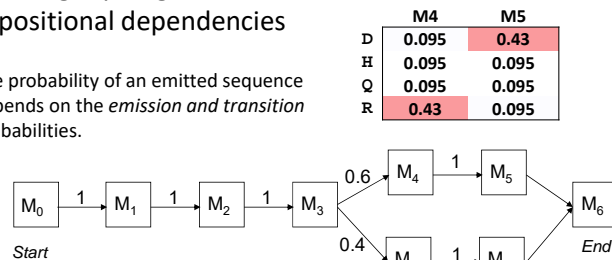 positional dependencies
e probability of an emitted sequence
pends on the emission and transition
babilities.
M4 M5
D 0.095 0.43
H 0.095 0.095
Q 0.095 0.095
R 0.43 0.095
0.6 M4 1 M5
M0 1 M1 1 M2 1 M3 M6
Start 0.4 1 End